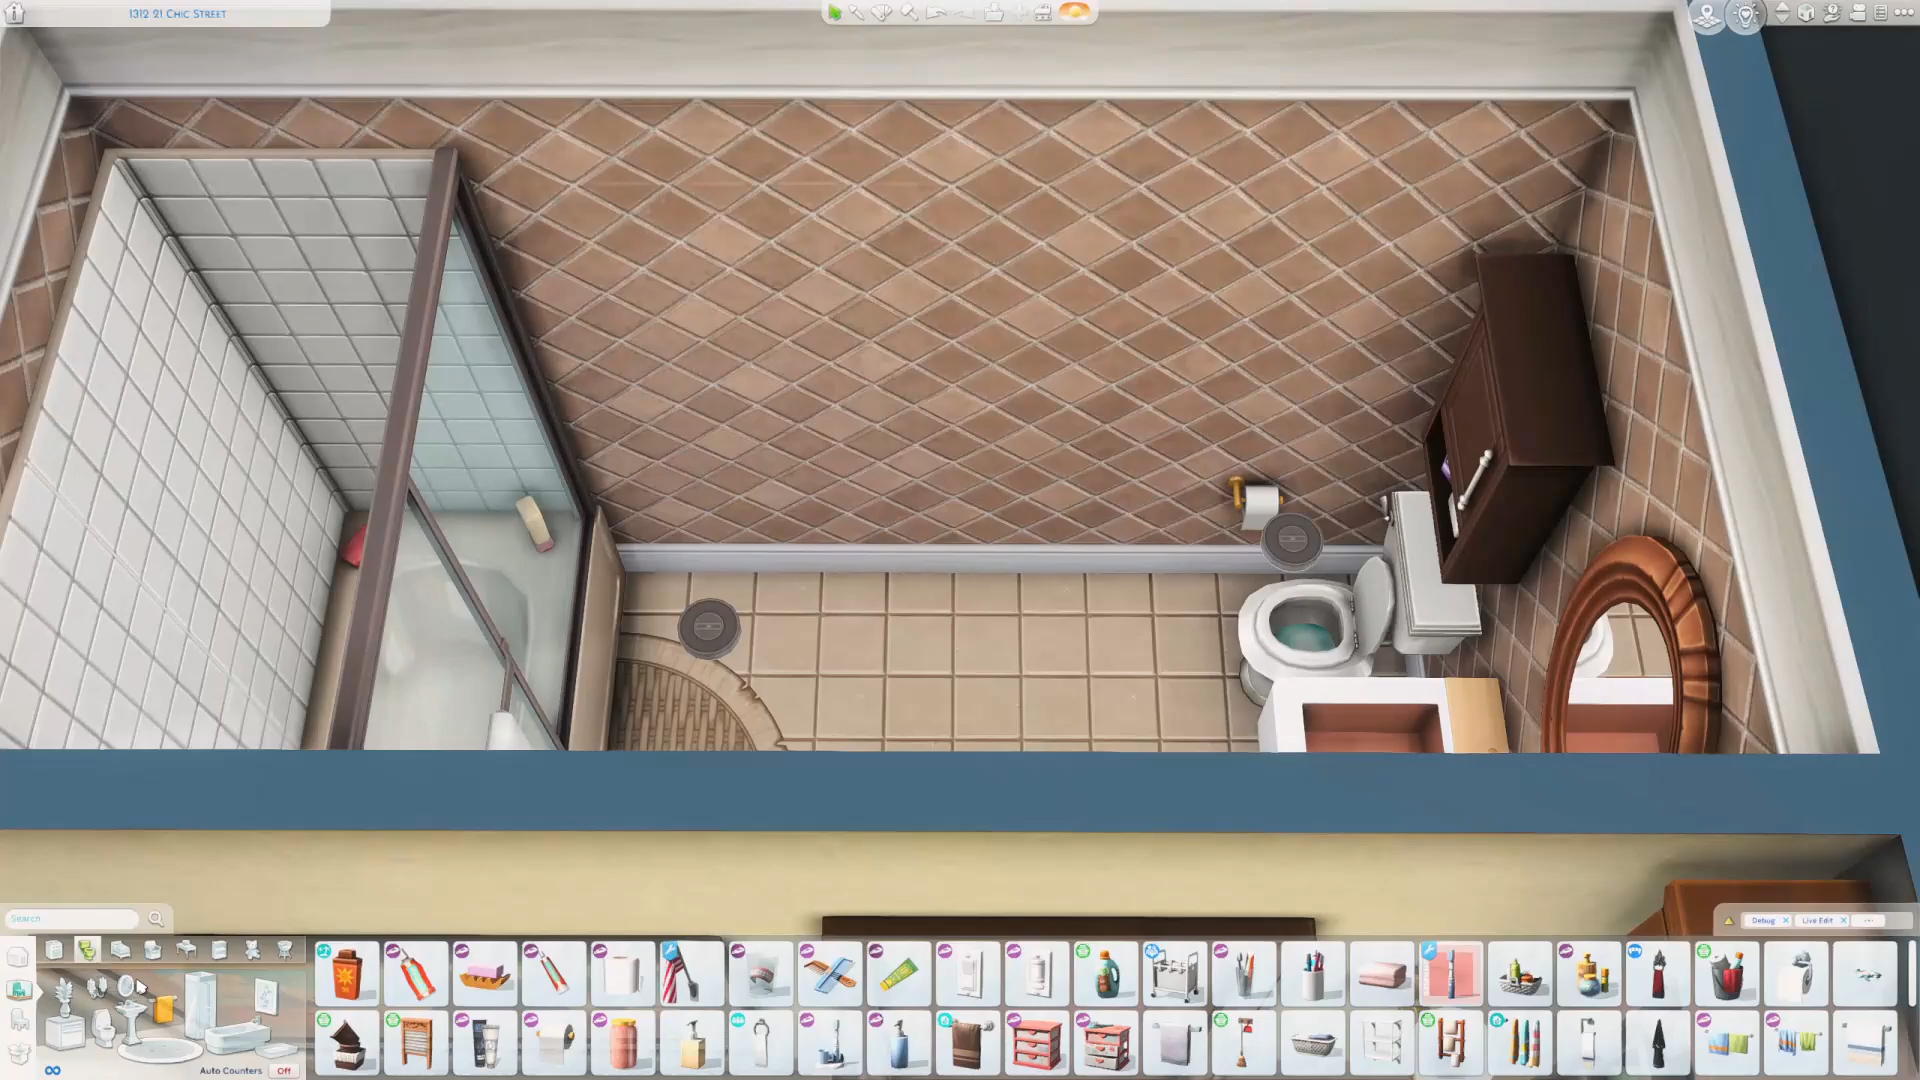 1312 21 Chic Street
Search
Debug
Live Edit
Auto Counters Off